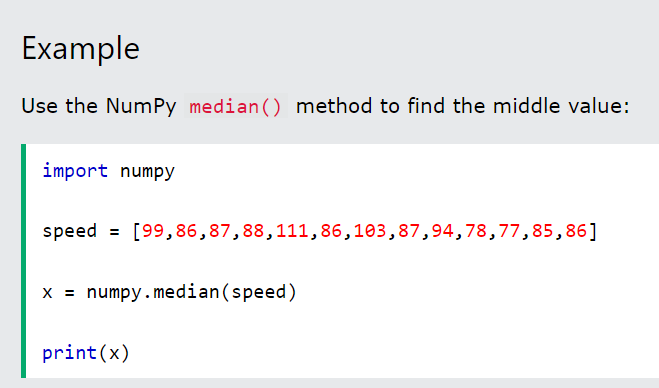 Example
Use the NumPy median() method to find the middle value:
import numpy
speed = [99,86,87,88,111,86,103,87,94,78,77,85,86]
x = numpy.median(speed)
print(x)